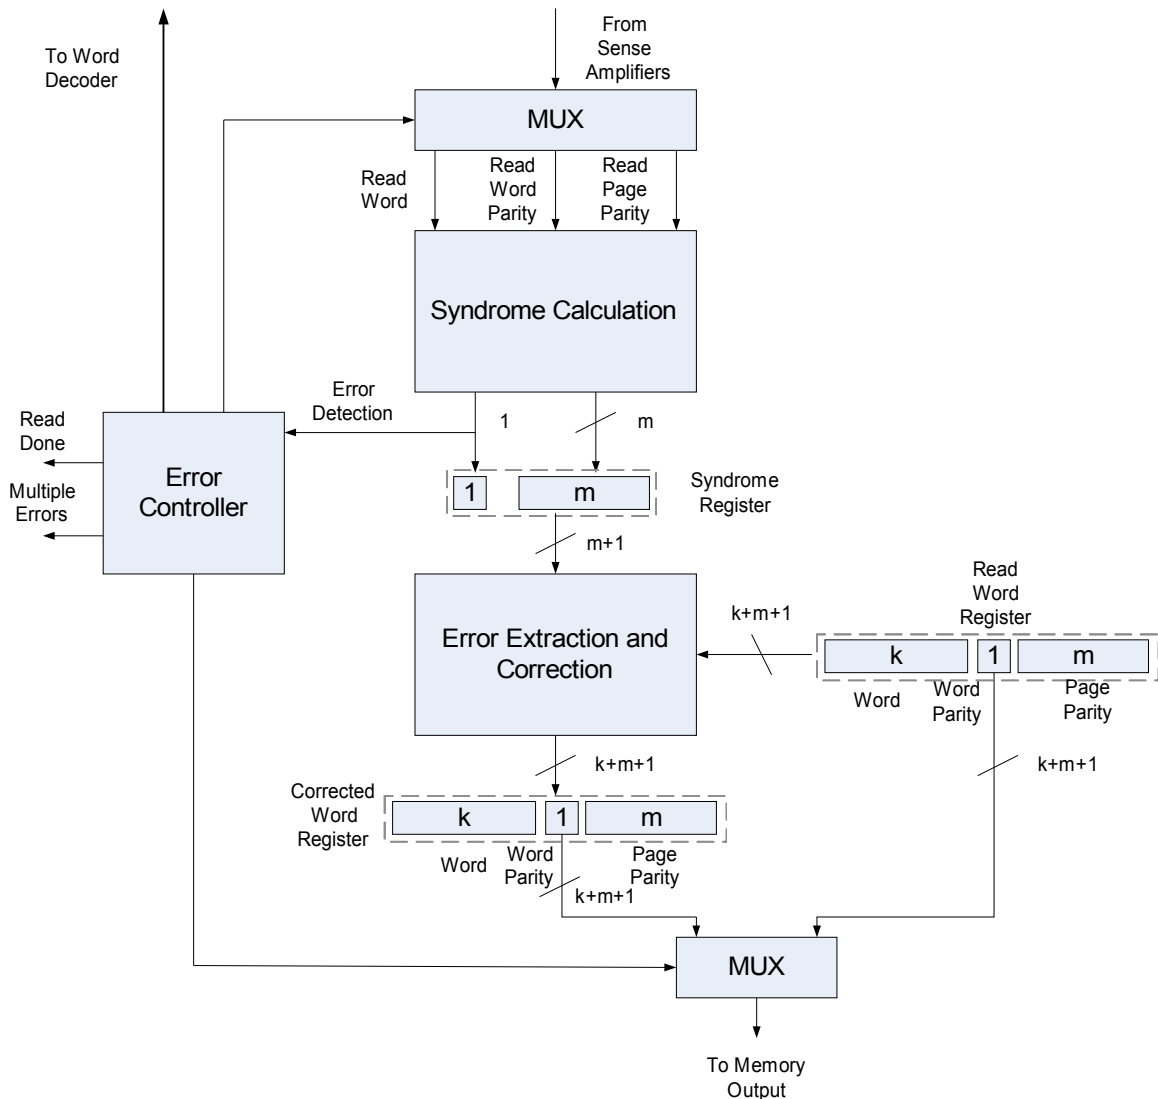 To Word
Decoder
From
Sense
Amplifiers
MUX
Read
Word
Read
Word
Parity
Read
Page
Parity
Syndrome Calculation
Error
Detection
1
m
Read
Done
Multiple
Errors
Error
Controller
1
m
Syndrome
Register
m+1
Error Extraction and
Correction
k+m+1
Read
Word
Register
k
1
m
Word
Word
Parity
Page
Parity
k+m+1
k+m+1
Corrected
Word
Register
k
1
m
Word
Word
Parity
Page
Parity
k+m+1
MUX
To Memory
Output